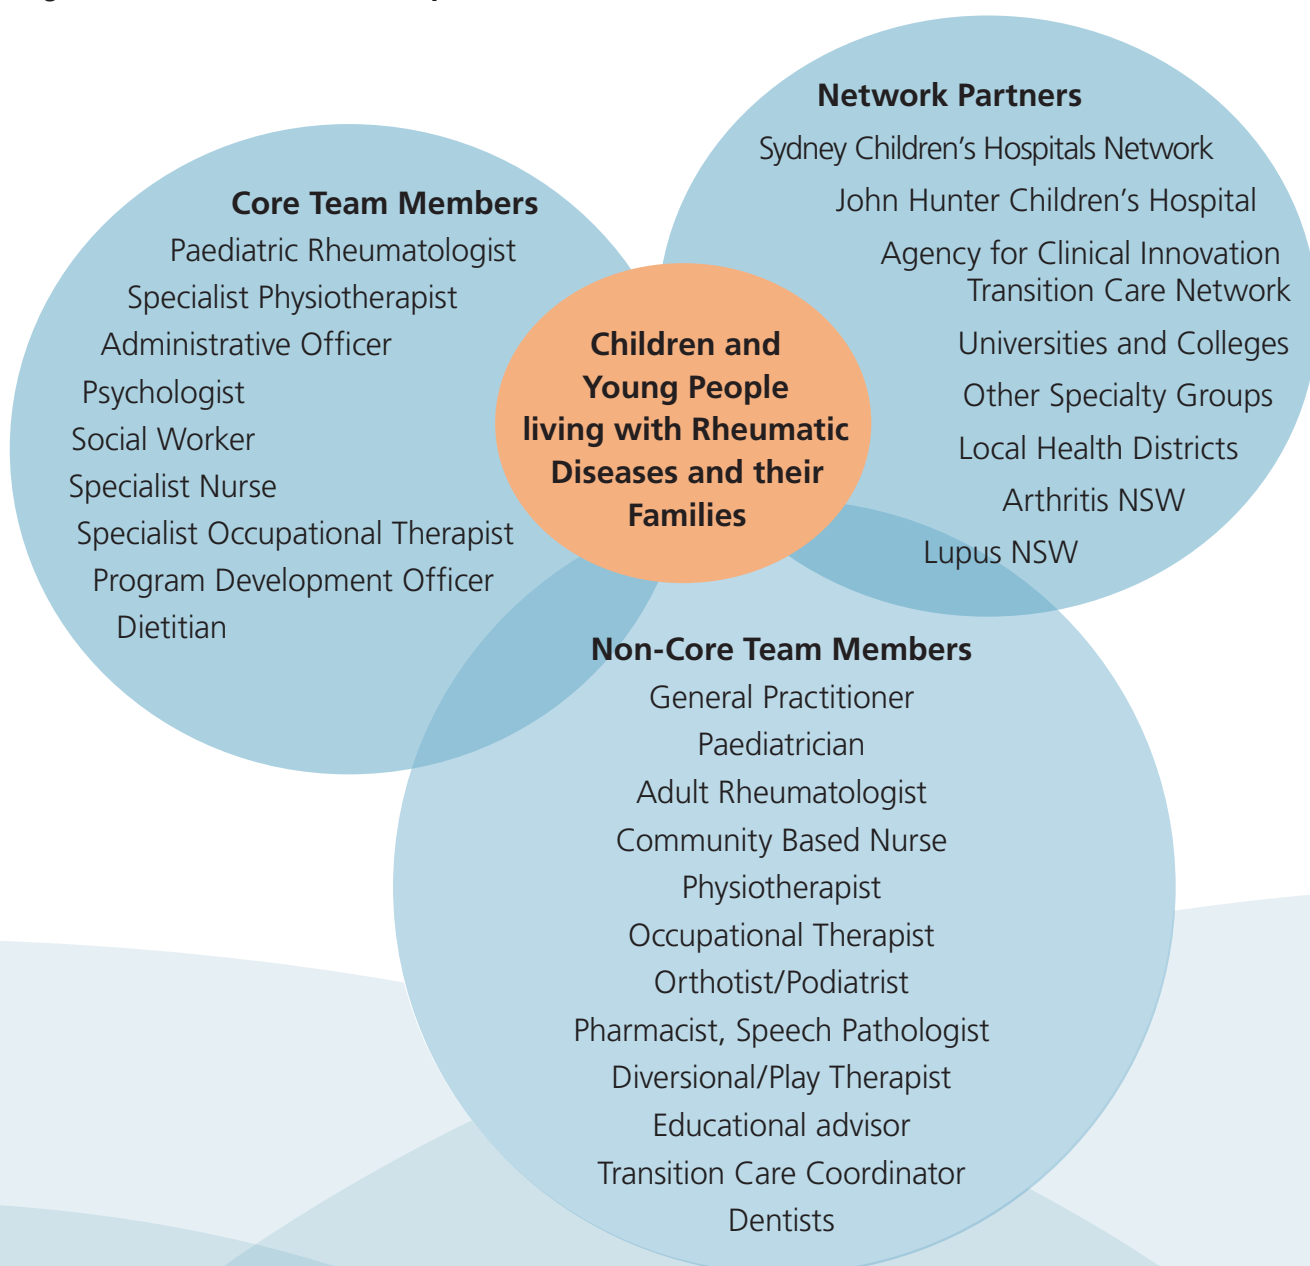 Network Partners
Sydney Children's Hospitals Network
John Hunter Children's Hospital
Agency for Clinical Innovation
Transition Care Network
Universities and Colleges
Other Specialty Groups
Local Health Districts
Arthritis NSW
Lupus NSW
Core Team Members
Paediatric Rheumatologist
Specialist Physiotherapist
Administrative Officer
Psychologist
Social Worker
Specialist Nurse
Specialist Occupational Therapist
Program Development Officer
Dietitian
Children and
Young People
living with Rheumatic
Diseases and their
Families
Non-Core Team Members
General Practitioner
Paediatrician
Adult Rheumatologist
Community Based Nurse
Physiotherapist
Occupational Therapist
Orthotist/Podiatrist
Pharmacist, Speech Pathologist
Diversional/Play Therapist
Educational advisor
Transition Care Coordinator
Dentists